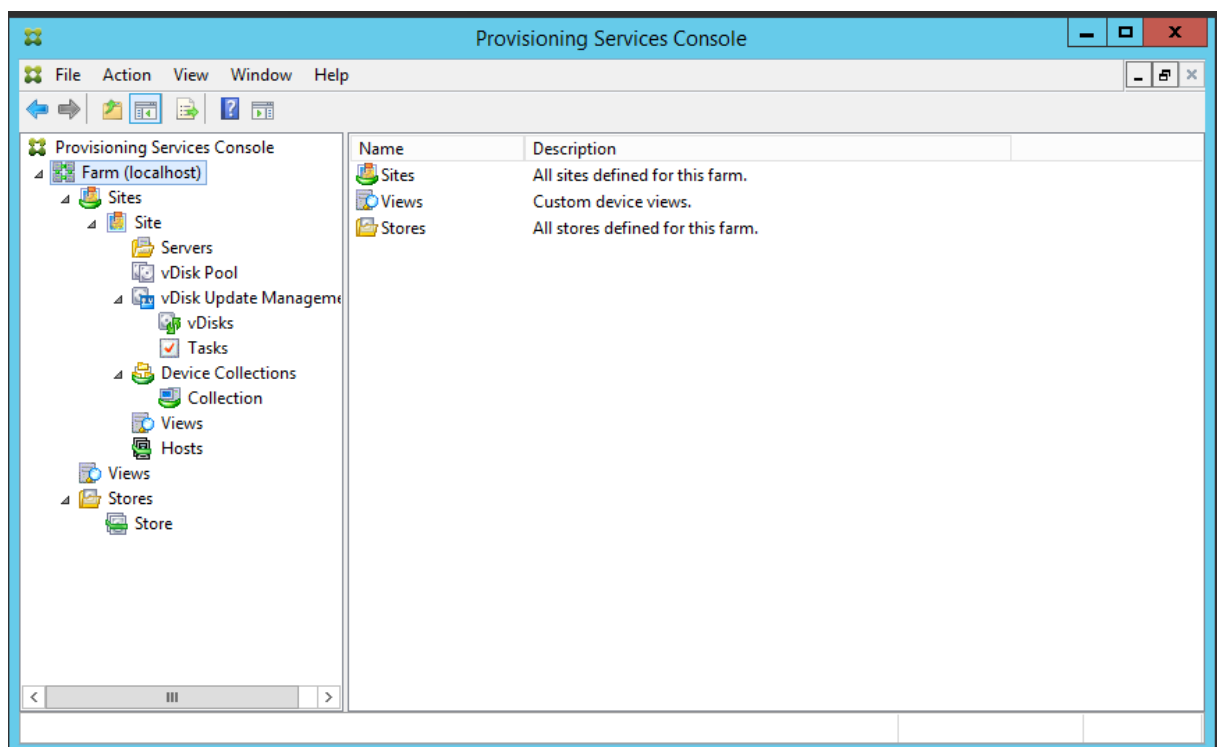 Provisioning Services Console
File Action View Window Help
Provisioning Services Console
Farm (localhost)
Sites
Site
Servers
vDisk Pool
vDisk Update Manageme
vDisks
Tasks
Device Collections
Collection
Views
Hosts
Views
Stores
Store
Name Description
Sites All sites defined for this farm.
Views Custom device views.
Stores All stores defined for this farm.